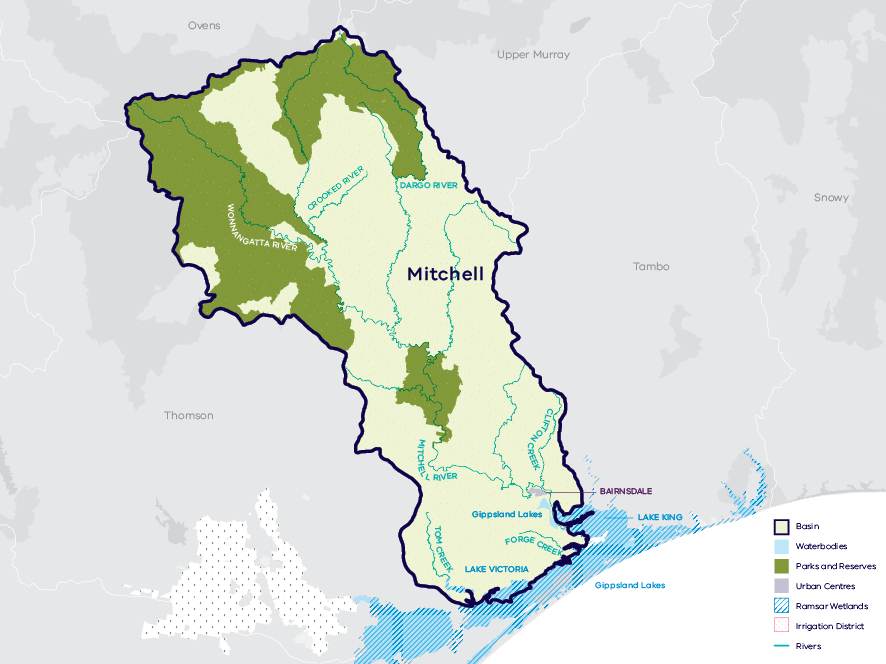 Ovens
Upper Murray
Snowy
Tambo
Thomson
CROOKED RIVER
DARGO RIVER
WONNANGATTA RIVER
Mitchell
CLIFTON CREEK
MITCHELL RIVER
BAIRNSDALE
Gippsland Lakes
LAKE KING
TOM CREEK
FORGE CREEK
LAKE VICTORIA
Gippsland Lakes
Basin
Waterbodies
Parks and Reserves
Urban Centres
Ramsar Wetlands
Irrigation District
Rivers